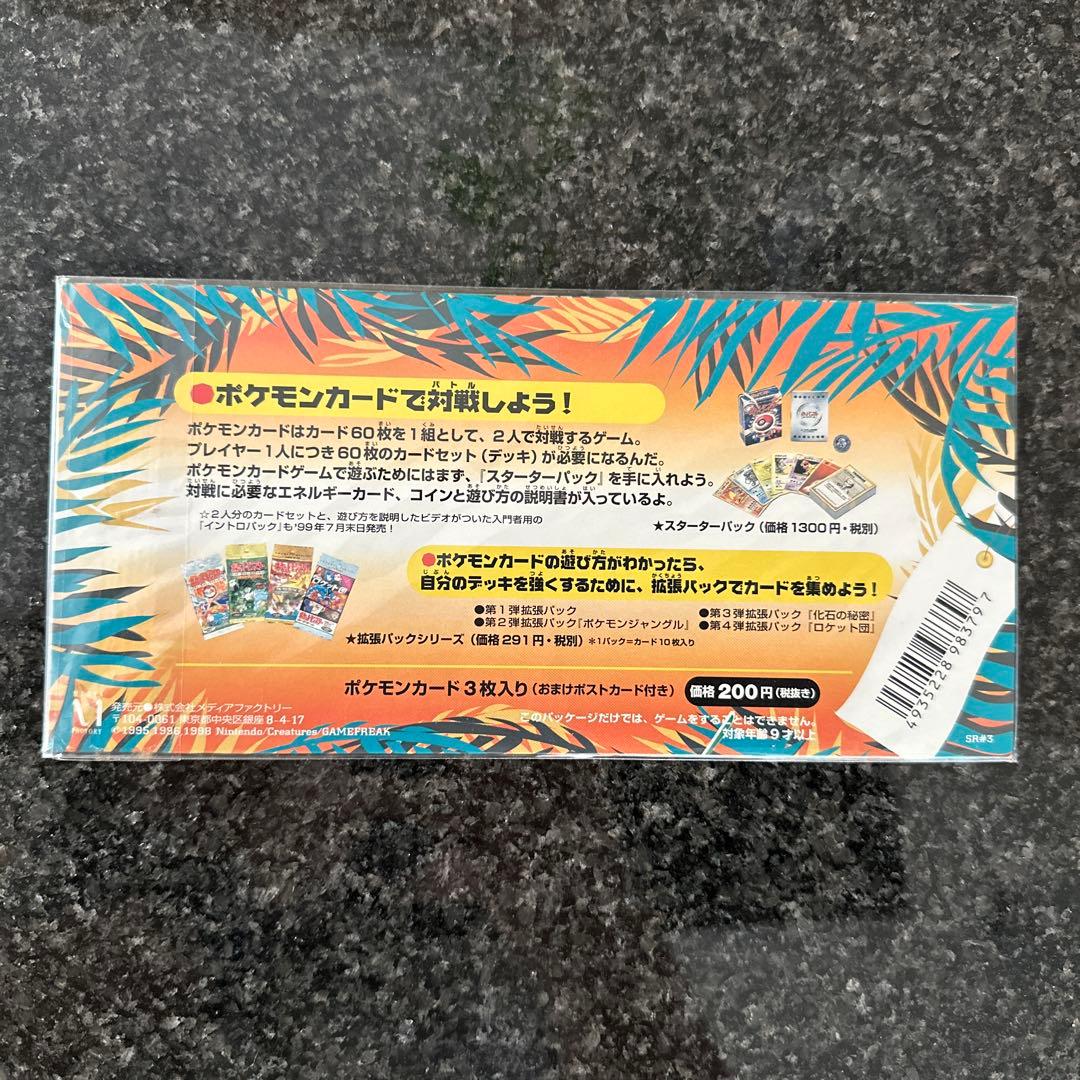 ●ポケモンカードで対戦しよう！
バトル
ポケモンカードはカード60枚を1組として、2人で対戦するゲーム。
プレイヤー1人につき60枚のカードセット（デッキ）が必要になるんだ。
ポケモンカードゲームで遊ぶためにはまず、『スターターパック』を手に入れよう。
対戦に必要なエネルギーカード、コインと遊び方の説明書が入っているよ。
☆2人分のカードセットと、遊び方を説明したビデオがついた入門者用の
『イントロパック』も'99年7月末日発売！
★スターターパック（価格1300円・税別）
●ポケモンカードの遊び方がわかったら、
自分のデッキを強くするために、拡張パックでカードを集めよう！
●第1弾拡張パック
●第2弾拡張パック『ポケモンジャングル』
●第3弾拡張パック『化石の秘密』
●第4弾拡張パック『ロケット団』
★拡張パックシリーズ（価格291円・税別）＊1パック＝カード10枚入り
ポケモンカード3枚入り（おまけポストカード付き） 価格200円（税抜き）
発売元●株式会社メディアファクトリー
〒104-0061 東京都中央区銀座8-4-17
©1995 1996 1998 Nintendo/Creatures/GAMEFREAK
FACTORY
このパッケージだけでは、ゲームをすることはできません。
対象年齢9才以上
4935228983797
SR#3